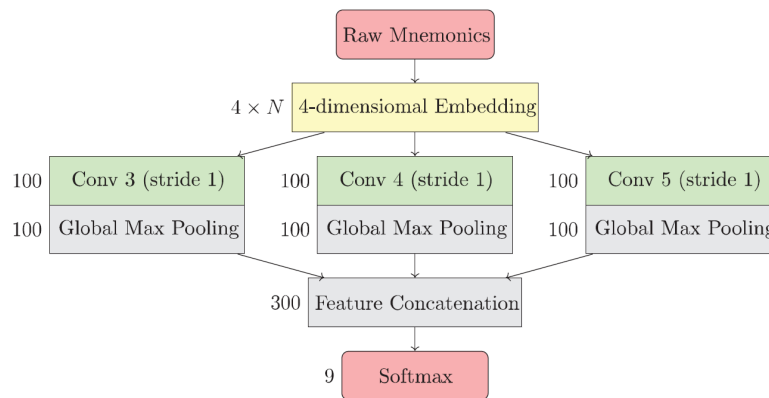 Raw Mnemonics
4 × N 4-dimensiomal Embedding
100 Conv 3 (stride 1) 100 Conv 4 (stride 1) 100 Conv 5 (stride 1)
100 Global Max Pooling 100 Global Max Pooling 100 Global Max Pooling
300 Feature Concatenation
9 Softmax